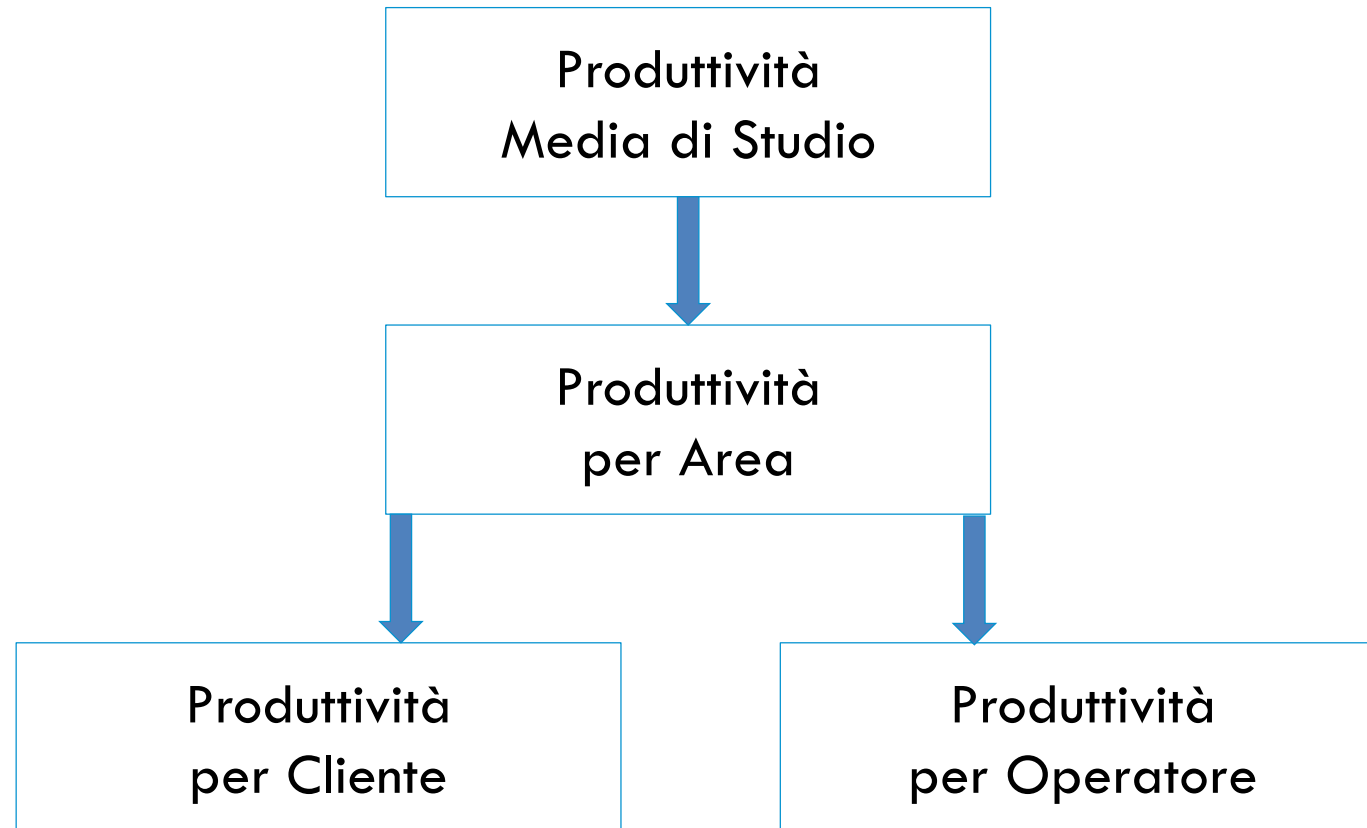 Produttività
Media di Studio
Produttività
per Area
Produttività
per Cliente
Produttività
per Operatore